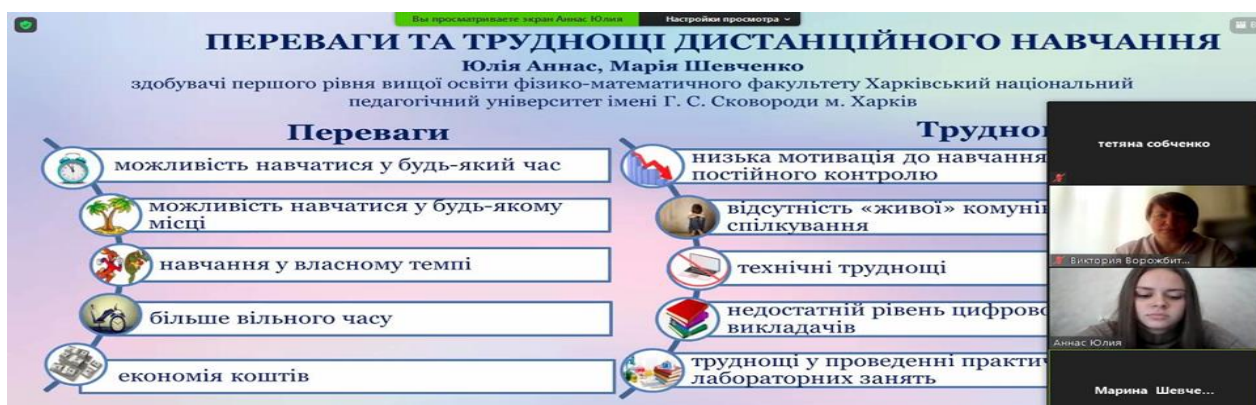 Вы просматриваете экран Аннас Юлия
Настройки просмотра
ПЕРЕВАГИ ТА ТРУДНОЩІ ДИСТАНЦІЙНОГО НАВЧАННЯ
Юлія Аннас, Марія Шевченко
здобувачі першого рівня вищої освіти фізико-математичного факультету Харківський національний
педагогічний університет імені Г. С. Сковороди м. Харків
Переваги
можливість навчатися у будь-який час
можливість навчатися у будь-якому
місці
навчання у власному темпі
більше вільного часу
економія коштів
Трудно
низька мотивація до навчання
постійного контролю
відсутність «живої» комуні
спілкування
технічні труднощі
недостатній рівень цифрово
викладачів
труднощі у проведенні практич
лабораторних занять
тетяна собченко
Виктория Ворожбит...
Аннас Юлия
Марина Шевче...